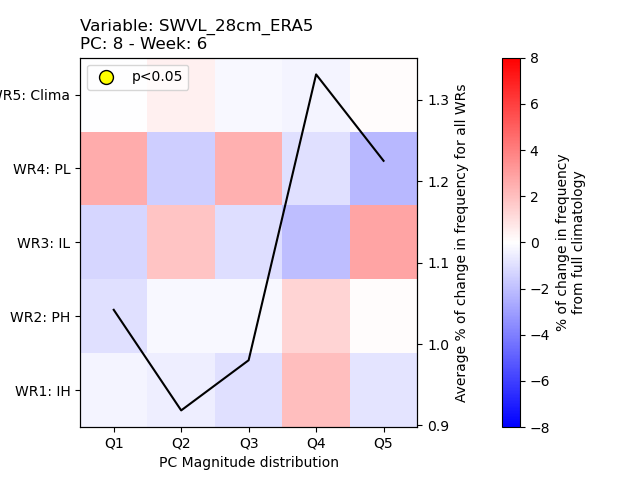 Variable: SWVL_28cm_ERA5
PC: 8 - Week: 6
p<0.05
WR5: Clima
WR4: PL
WR3: IL
WR2: PH
WR1: IH
Q1 Q2 Q3 Q4 Q5
PC Magnitude distribution
1.3
1.2
1.1
1.0
0.9
Average % of change in frequency for all WRs
8
6
4
2
0
−2
−4
−6
−8
% of change in frequency
from full climatology